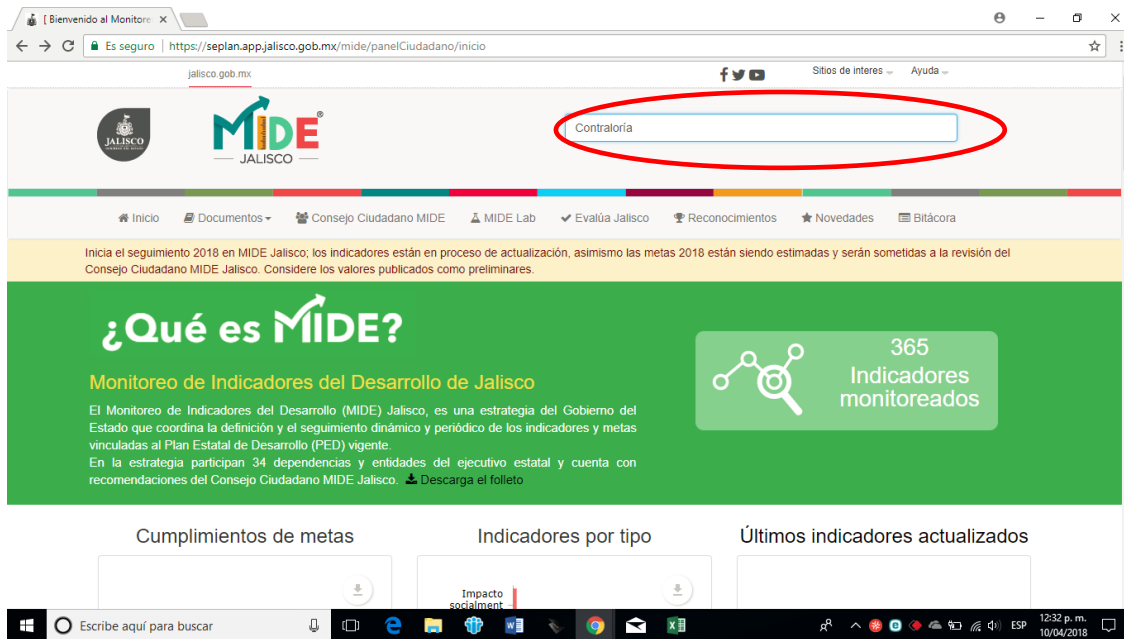 [ Bienvenido al Monitore
Es seguro | https://seplan.app.jalisco.gob.mx/mide/panelCiudadano/inicio
jalisco.gob.mx
Sitios de interes
Ayuda
JALISCO
MIDE
JALISCO
Contraloría
Inicio
Documentos
Consejo Ciudadano MIDE
MIDE Lab
Evalúa Jalisco
Reconocimientos
Novedades
Bitácora
Inicia el seguimiento 2018 en MIDE Jalisco; los indicadores están en proceso de actualización, asimismo las metas 2018 están siendo estimadas y serán sometidas a la revisión del
Consejo Ciudadano MIDE Jalisco. Considere los valores publicados como preliminares.
¿Qué es MIDE?
Monitoreo de Indicadores del Desarrollo de Jalisco
El Monitoreo de Indicadores del Desarrollo (MIDE) Jalisco, es una estrategia del Gobierno del
Estado que coordina la definición y el seguimiento dinámico y periódico de los indicadores y metas
vinculadas al Plan Estatal de Desarrollo (PED) vigente.
En la estrategia participan 34 dependencias y entidades del ejecutivo estatal y cuenta con
recomendaciones del Consejo Ciudadano MIDE Jalisco. Descarga el folleto
365
Indicadores
monitoreados
Cumplimientos de metas
Indicadores por tipo
Últimos indicadores actualizados
Impacto
socialment
Escribe aquí para buscar
ESP
12:32 p. m.
10/04/2018